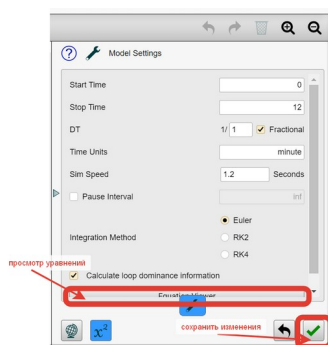 Model Settings
Start Time 0
Stop Time 12
DT 1/ 1 Fractional
Time Units minute
Sim Speed 1.2 Seconds
Pause Interval int
Euler
Integration Method RK2
RK4
просмотр уравнений
Calculate loop dominance information
Equation Viewer
x²
сохранить изменения